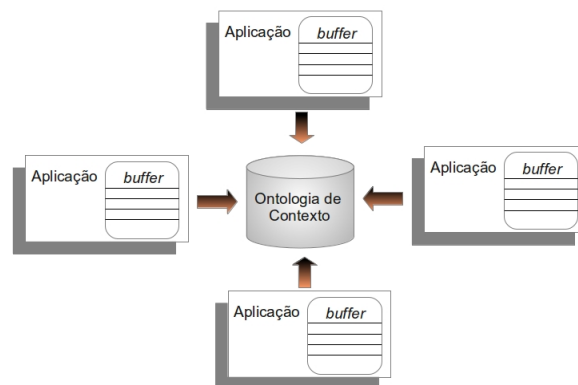 Aplicação buffer
Aplicação buffer
Ontologia de
Contexto
Aplicação buffer
Aplicação buffer